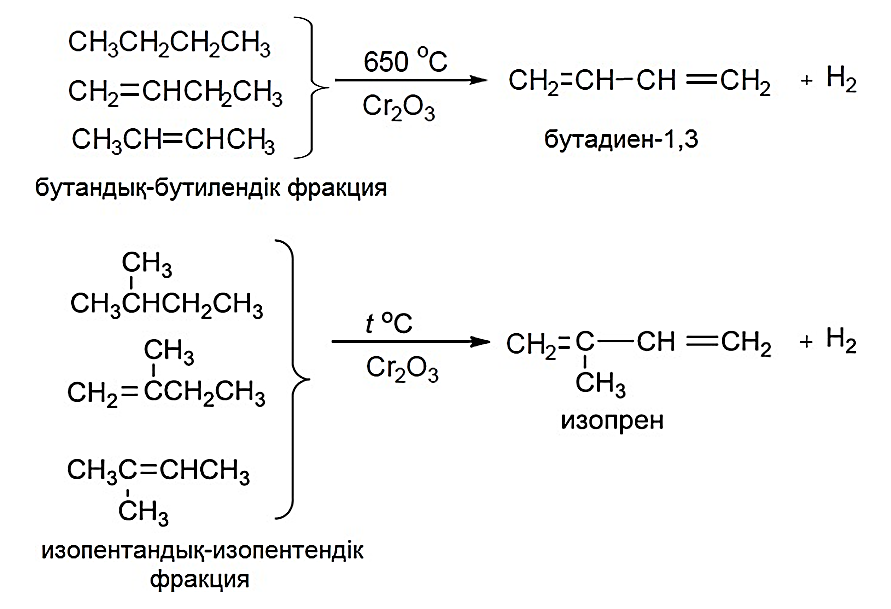 CH₃CH₂CH₂CH₃
CH₂=CHCH₂CH₃
CH₃CH=CHCH₃
650 °C
Cr₂O₃
CH₂=CH–CH=CH₂ + H₂
бутадиен-1,3
бутандық-бутилендік фракция
CH₃
CH₃CHCH₂CH₃
CH₃
CH₂=CCH₂CH₃
CH₃C=CHCH₃
CH₃
t °C
Cr₂O₃
CH₂=C—CH=CH₂ + H₂
CH₃
изопрен
изопентандық-изопентендік
фракция